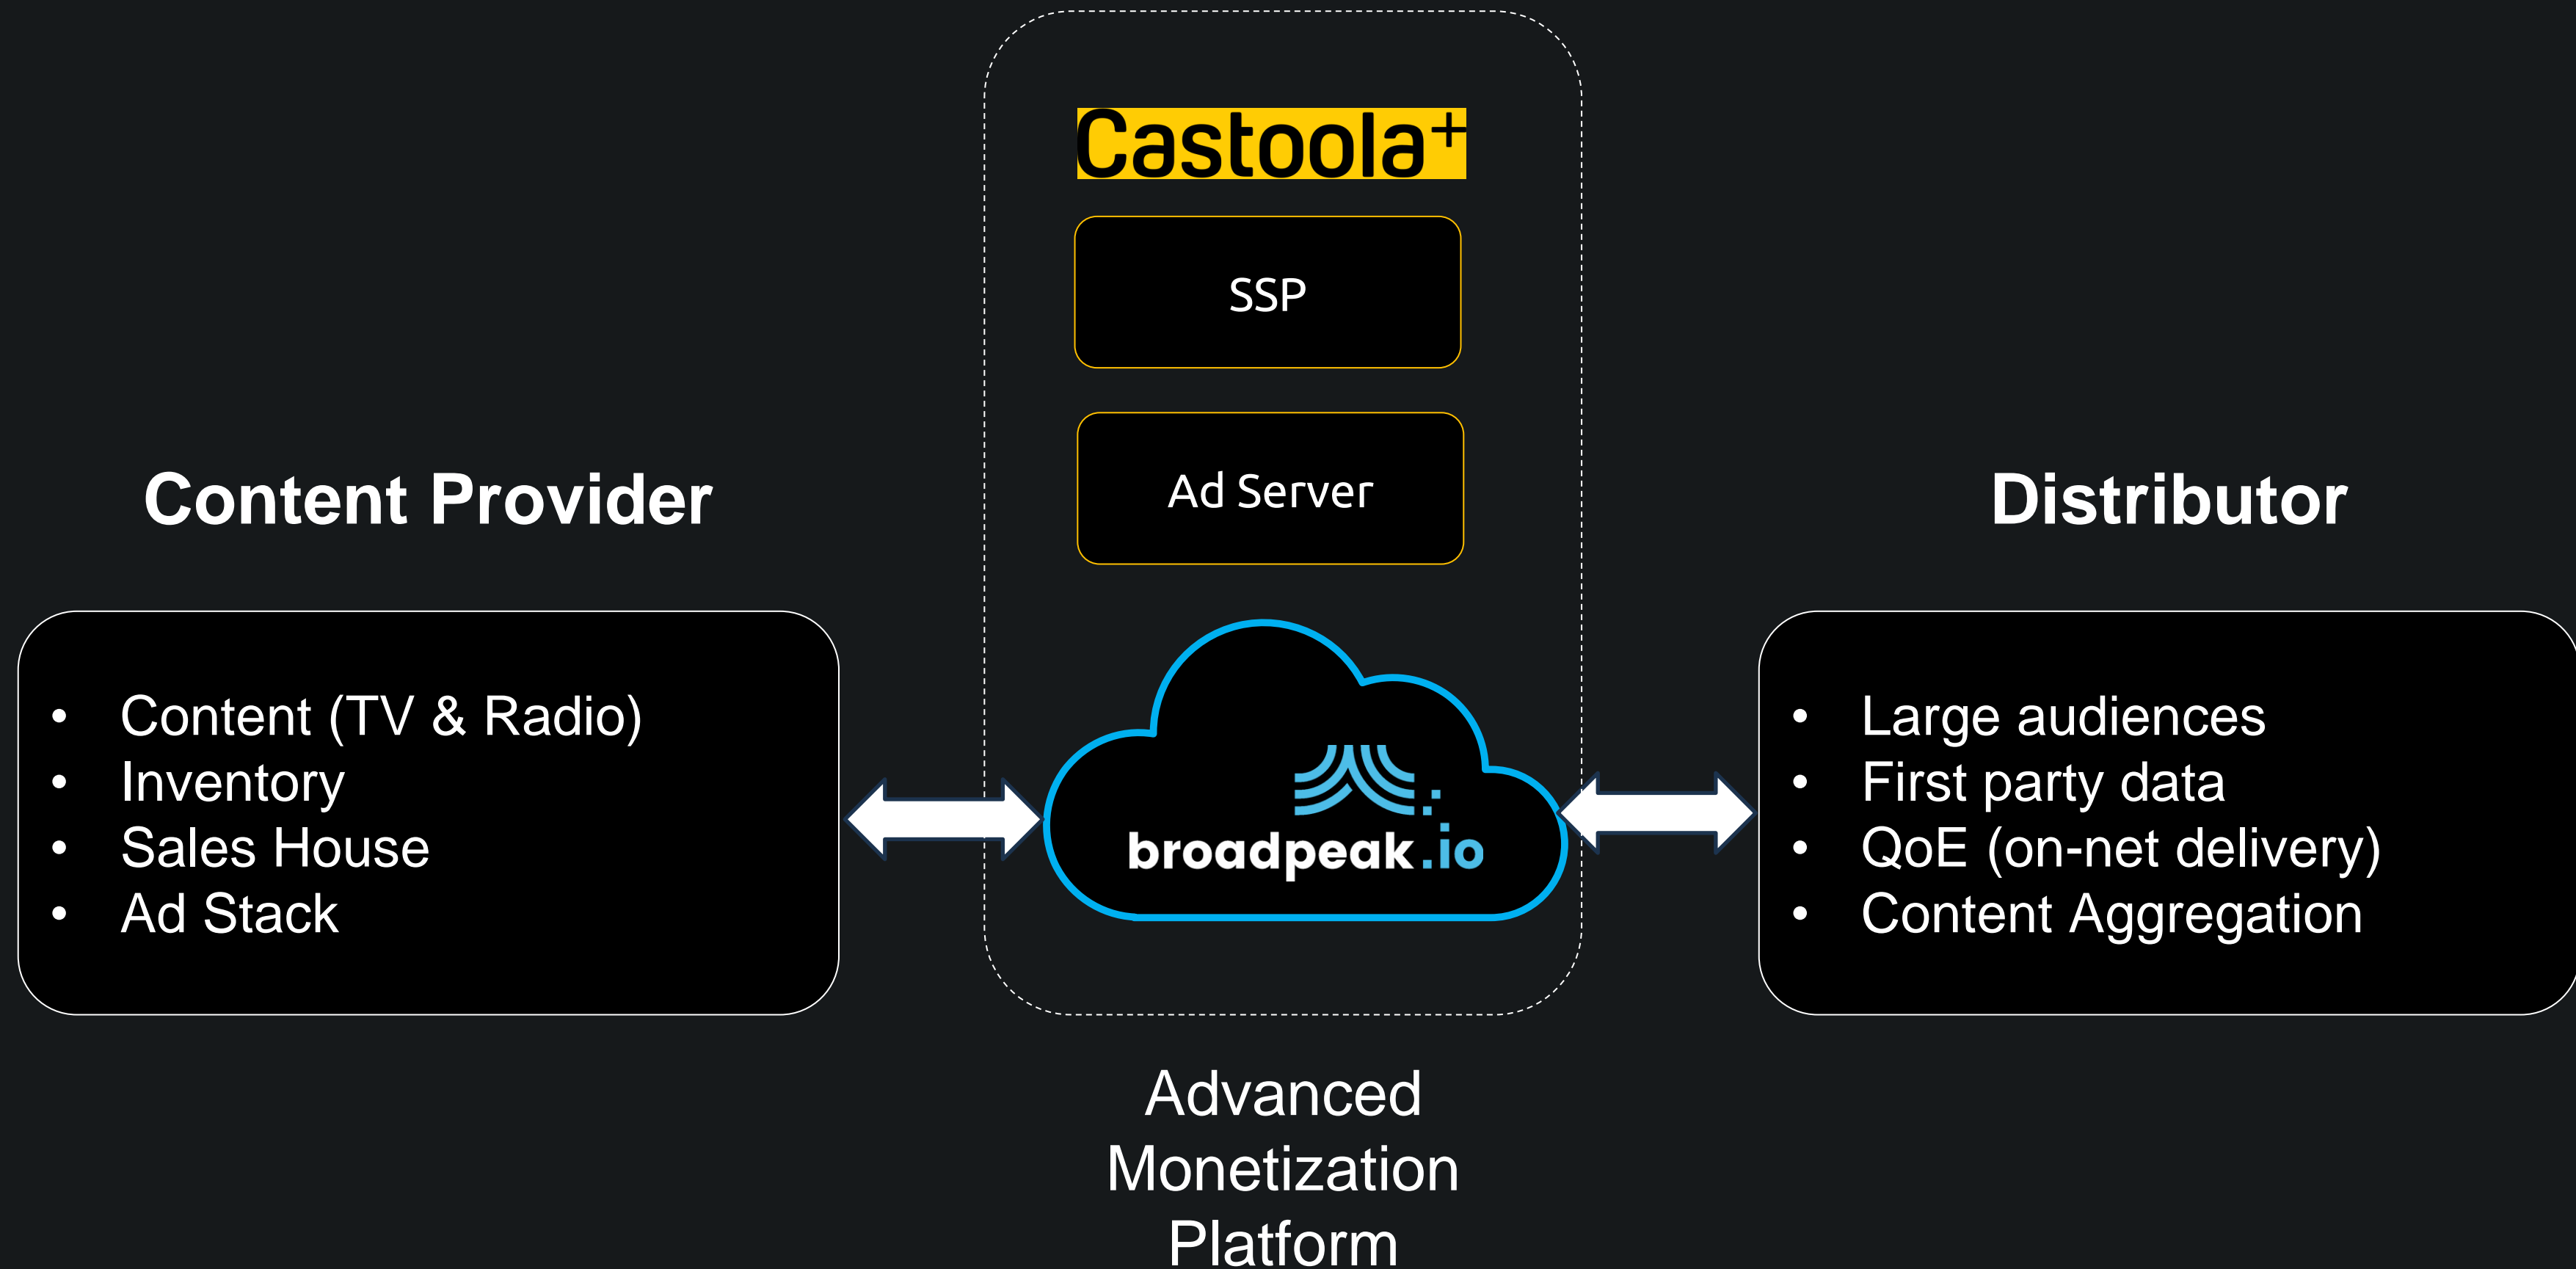 Castoola+
SSP
Ad Server
Content Provider
• Content (TV & Radio)
• Inventory
• Sales House
• Ad Stack
broadpeak.io
Distributor
• Large audiences
• First party data
• QoE (on-net delivery)
• Content Aggregation
Advanced
Monetization
Platform